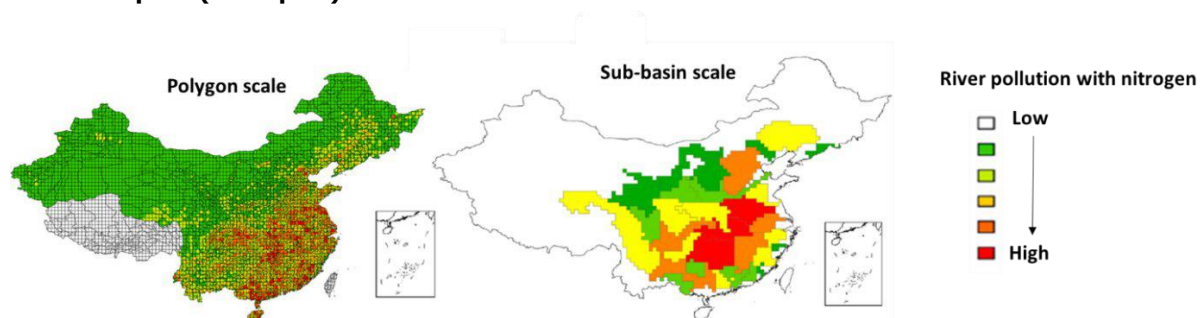 Polygon scale
Sub-basin scale
River pollution with nitrogen
Low
High